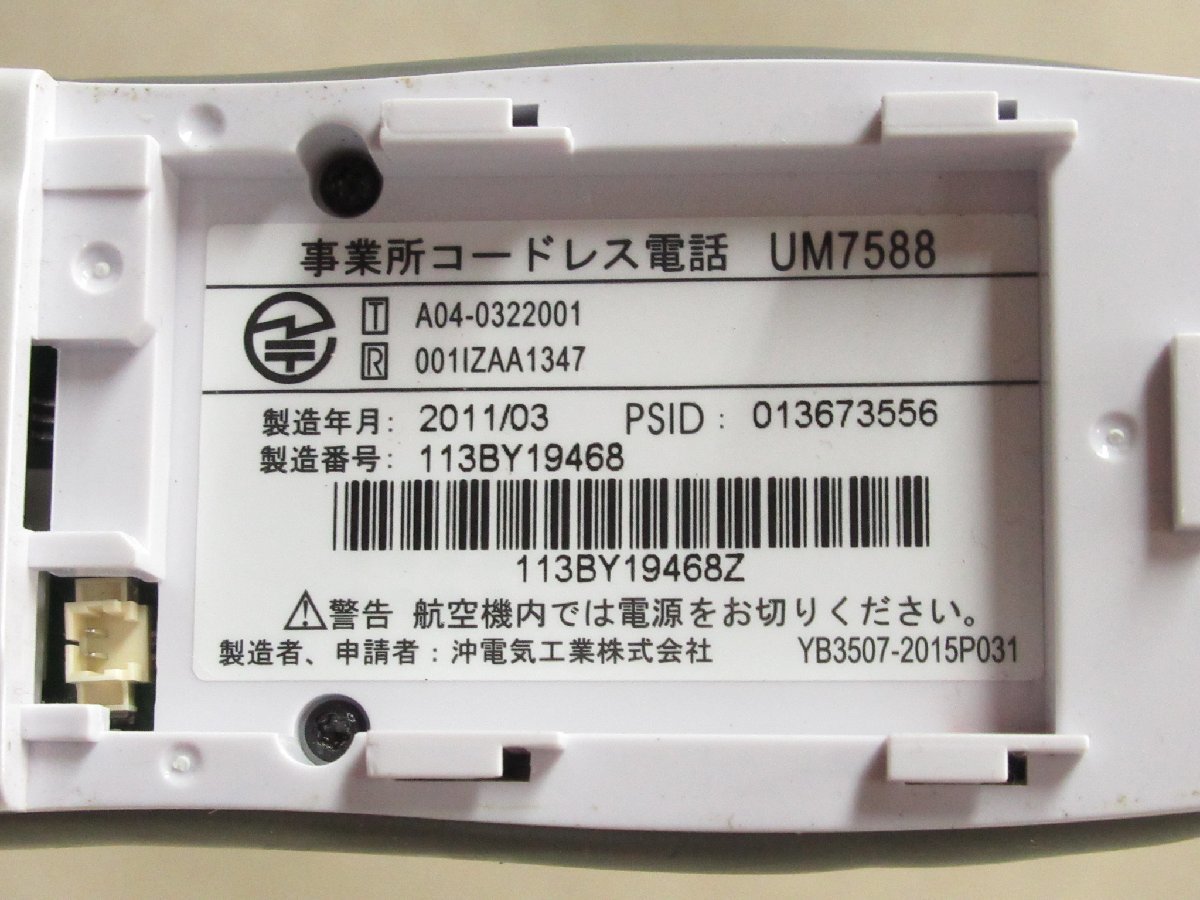 事業所コードレス電話 UM7588
T A04-0322001
R 001IZAA1347
製造年月: 2011/03 PSID: 013673556
製造番号: 113BY19468
113BY19468Z
⚠警告 航空機内では電源をお切りください。
製造者、申請者：沖電気工業株式会社 YB3507-2015P031